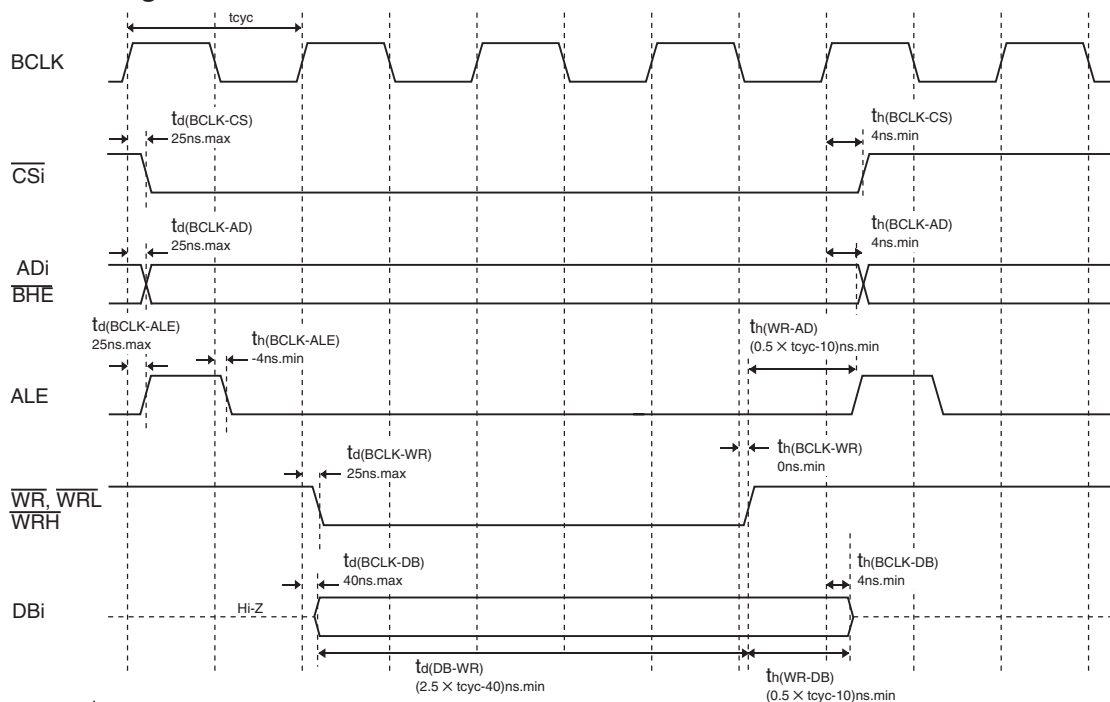 tcyc
BCLK
td(BCLK-CS)
25ns.max
th(BCLK-CS)
4ns.min
CSi
td(BCLK-AD)
25ns.max
th(BCLK-AD)
4ns.min
ADi
BHE
td(BCLK-ALE)
25ns.max
th(BCLK-ALE)
-4ns.min
th(WR-AD)
(0.5 × tcyc-10)ns.min
ALE
td(BCLK-WR)
25ns.max
th(BCLK-WR)
0ns.min
WR, WRL
WRH
td(BCLK-DB)
40ns.max
th(BCLK-DB)
4ns.min
DBi
Hi-Z
td(DB-WR)
(2.5 × tcyc-40)ns.min
th(WR-DB)
(0.5 × tcyc-10)ns.min